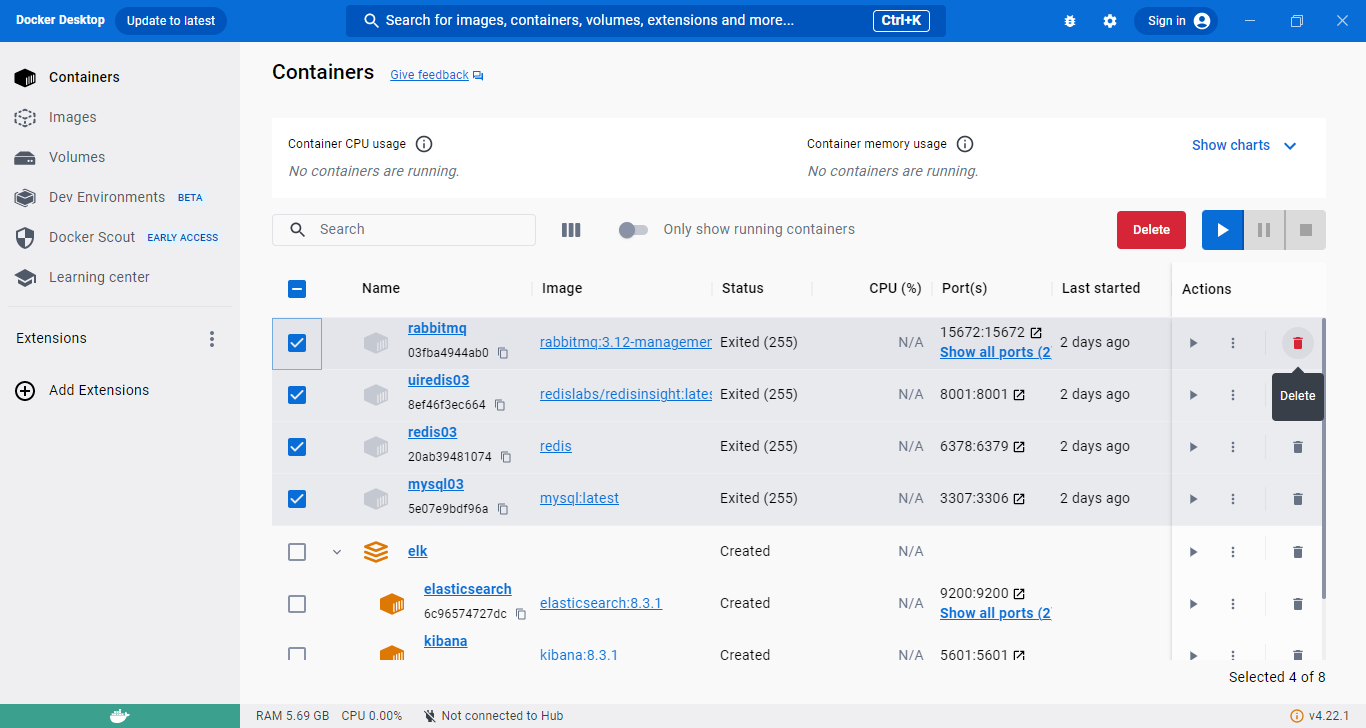 Docker Desktop Update to latest Search for images, containers, volumes, extensions and more... Ctrl+K Sign in
Containers
Images
Volumes
Dev Environments BETA
Docker Scout EARLY ACCESS
Learning center
Extensions
Add Extensions
Containers Give feedback
Container CPU usage
No containers are running.
Container memory usage
No containers are running.
Show charts
Search
Only show running containers
Delete
Name Image Status CPU (%) Port(s) Last started Actions
rabbitmq
03fba4944ab0
rabbitmq:3.12-managemen Exited (255) N/A
15672:15672
Show all ports (2
2 days ago
uiredis03
8ef46f3ec664
redislabs/redisinsight:lates Exited (255) N/A 8001:8001 2 days ago
Delete
redis03
20ab39481074
redis Exited (255) N/A 6378:6379 2 days ago
mysql03
5e07e9bdf96a
mysql:latest Exited (255) N/A 3307:3306 2 days ago
elk Created N/A
elasticsearch
6c96574727dc
elasticsearch:8.3.1 Created N/A
9200:9200
Show all ports (2
kibana
kibana:8.3.1 Created N/A 5601:5601
Selected 4 of 8
RAM 5.69 GB CPU 0.00% Not connected to Hub v4.22.1